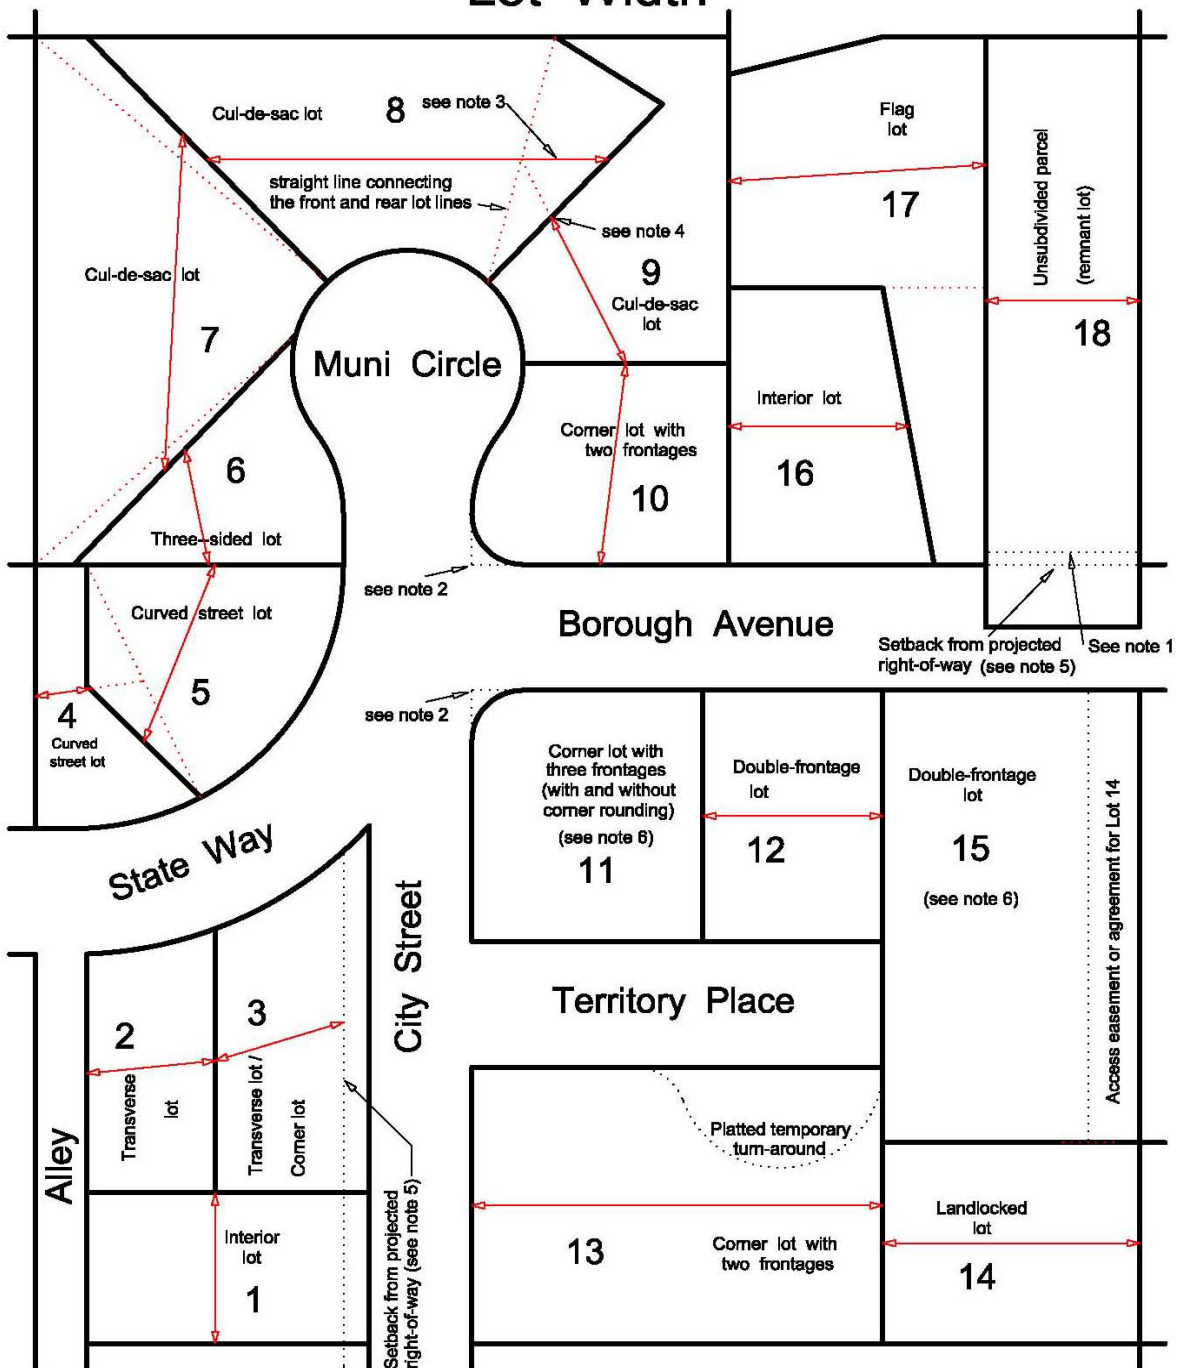 Lot Width
Cul-de-sac lot
8
see note 3
straight line connecting
the front and rear lot lines
see note 4
9
Cul-de-sac
lot
Flag
lot
17
Unsubdivided parcel
(remnant lot)
18
Cul-de-sac lot
7
Muni Circle
Interior lot
16
Corner lot with
two frontages
10
6
Three-sided lot
see note 2
Borough Avenue
Setback from projected
right-of-way (see note 5)
See note 1
Curved street lot
5
4
Curved
street lot
see note 2
Corner lot with
three frontages
(with and without
corner rounding)
(see note 6)
11
Double-frontage
lot
12
Double-frontage
lot
15
(see note 6)
Access easement or agreement for Lot 14
State Way
City Street
Territory Place
2
Transverse
lot
3
Transverse lot /
Corner lot
Alley
Platted temporary
turn-around
Setback from projected
right-of-way (see note 5)
Interior
lot
1
13
Corner lot with
two frontages
Landlocked
lot
14